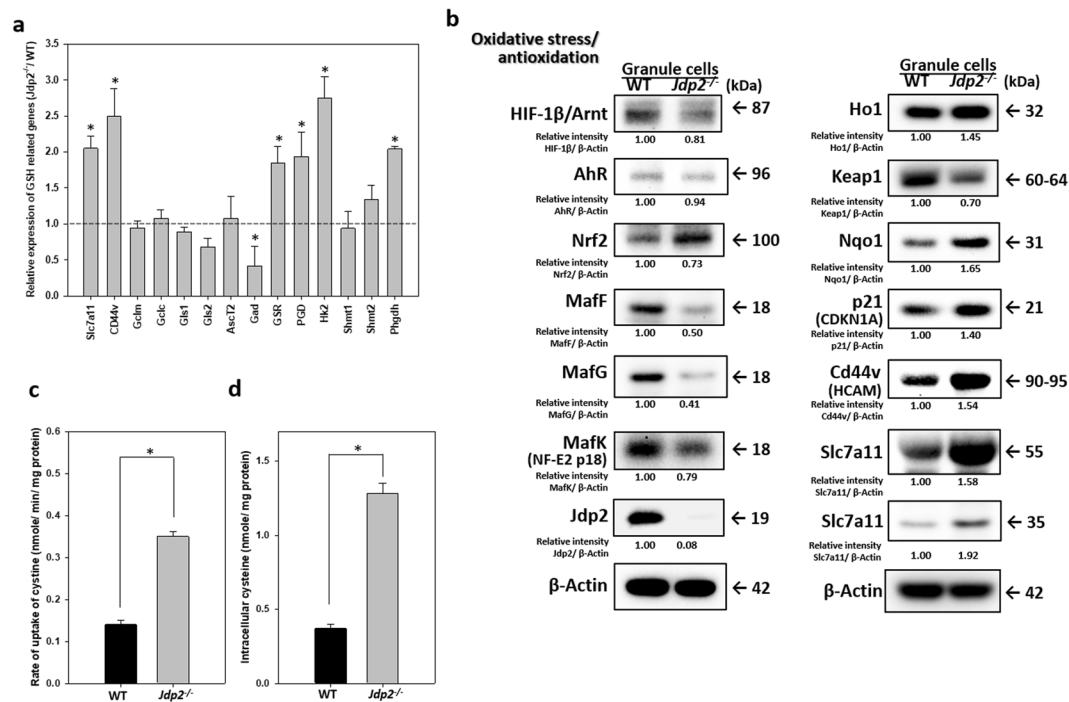 a
Relative expression of GSH related genes (Jdp2-/-/ WT)
3.5
3.0
2.5
2.0
1.5
1.0
0.5
0.0
* * * * * * *
Slc7a11
CD44v
Gclm
Gclc
Gls1
Gls2
AscT2
Gad
GSR
PGD
Hk2
Shmt1
Shmt2
Phgdh
b
Oxidative stress/
antioxidation
Granule cells
WT Jdp2-/- (kDa)
HIF-1β/Arnt ← 87
Relative intensity
HIF-1β/ β-Actin 1.00 0.81
AhR ← 96
Relative intensity
AhR/ β-Actin 1.00 0.94
Nrf2 ← 100
Relative intensity
Nrf2/ β-Actin 1.00 0.73
MafF ← 18
Relative intensity
MafF/ β-Actin 1.00 0.50
MafG ← 18
Relative intensity
MafG/ β-Actin 1.00 0.41
MafK
(NF-E2 p18) ← 18
Relative intensity
MafK/ β-Actin 1.00 0.79
Jdp2 ← 19
Relative intensity
Jdp2/ β-Actin 1.00 0.08
β-Actin ← 42
Granule cells
WT Jdp2-/- (kDa)
Ho1 ← 32
Relative intensity
Ho1/ β-Actin 1.00 1.45
Keap1 ← 60-64
Relative intensity
Keap1/ β-Actin 1.00 0.70
Nqo1 ← 31
Relative intensity
Nqo1/ β-Actin 1.00 1.65
p21
(CDKN1A) ← 21
Relative intensity
p21/ β-Actin 1.00 1.40
Cd44v
(HCAM) ← 90-95
Relative intensity
Cd44v/ β-Actin 1.00 1.54
Slc7a11 ← 55
Relative intensity
Slc7a11/ β-Actin 1.00 1.58
Slc7a11 ← 35
Relative intensity
Slc7a11/ β-Actin 1.00 1.92
β-Actin ← 42
c
Rate of uptake of cystine (nmole/ min/ mg protein)
0.6
0.5
0.4
0.3
0.2
0.1
0.0
*
WT Jdp2-/-
d
Intracellular cysteine (nmole/ mg protein)
1.5
1.2
0.9
0.6
0.4
0.0
*
WT Jdp2-/-